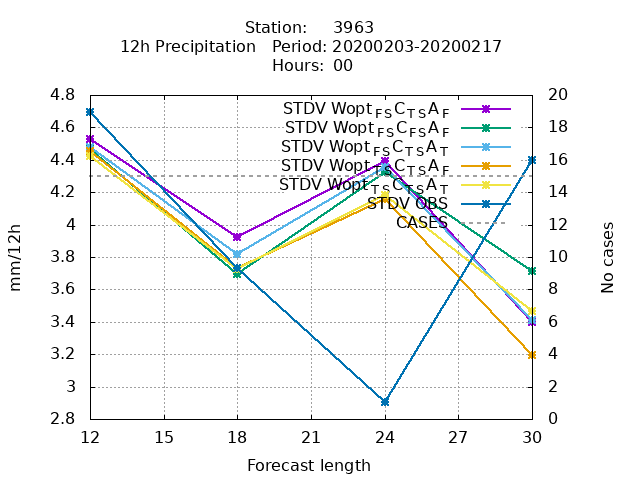 Station:     3963
12h Precipitation   Period: 20200203-20200217
Hours:  00
4.8
4.6
4.4
4.2
4
3.8
3.6
3.4
3.2
3
2.8
mm/12h
STDV Wopt FS C TS A F
STDV Wopt FS C FS A F
STDV Wopt FS C TS A T
STDV Wopt FS C TS A F
STDV Wopt TS C TS A T
STDV OBS
CASES
20
18
16
14
12
10
8
6
4
2
0
No cases
12 15 18 21 24 27 30
Forecast length